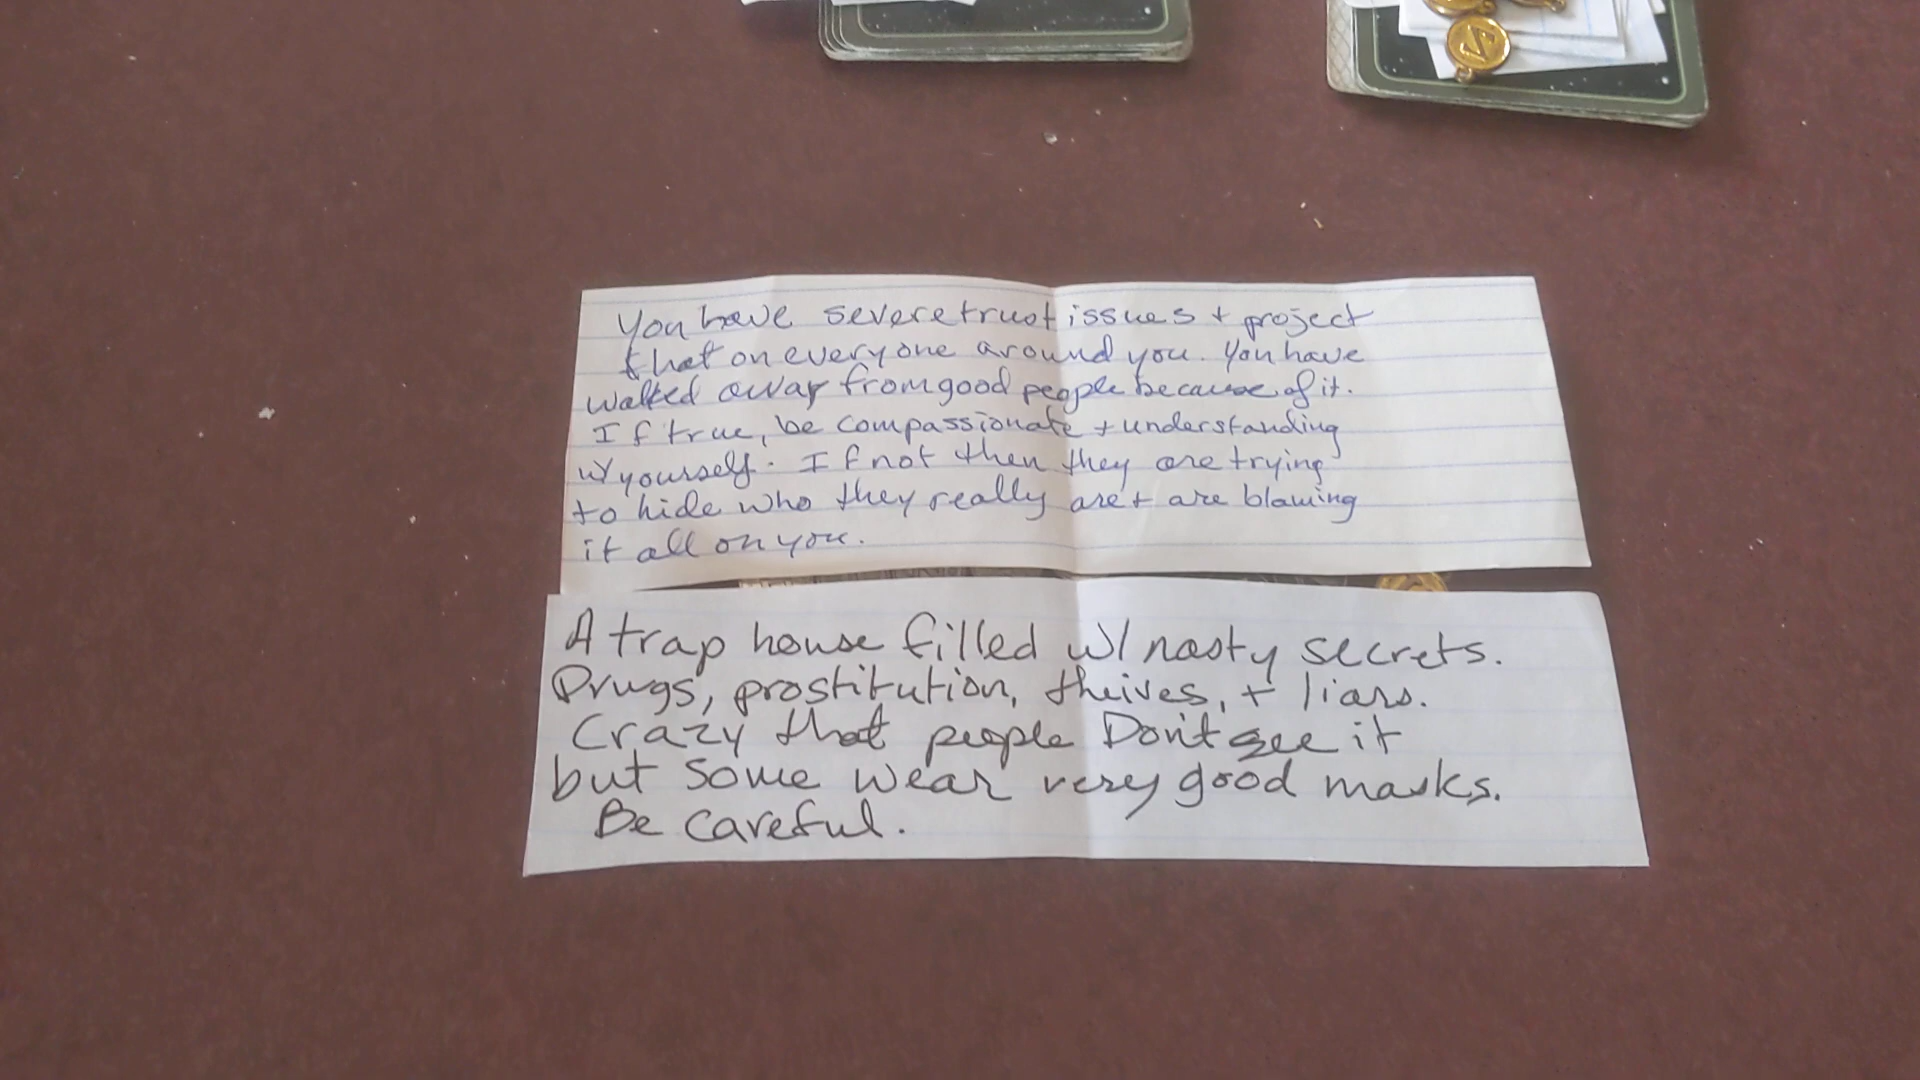 You have severe trust issues + project
that on everyone around you. You have
walked away from good people because of it.
If true, be compassionate + understanding
w/ yourself. If not then they are trying
to hide who they really are + are blaming
it all on you.
A trap house filled w/ nasty secrets.
Drugs, prostitution, theives, + liars.
Crazy that people Don't see it
but some wear very good masks.
Be careful.